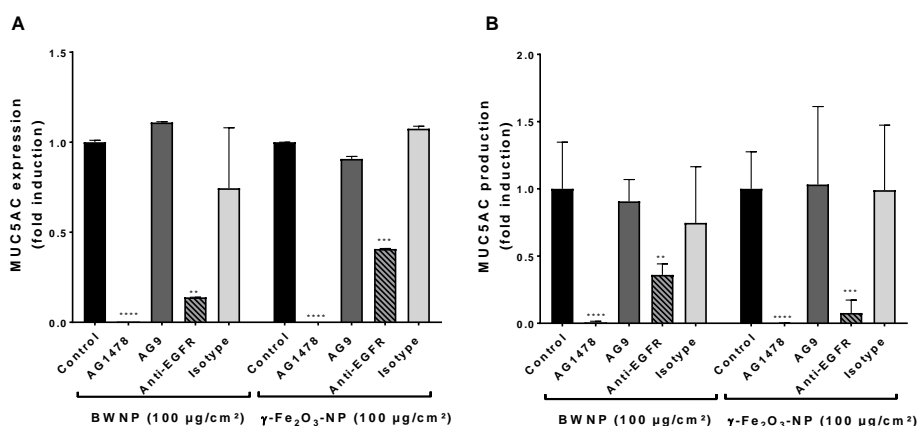 A
MUC5AC expression
(fold induction)
1.5
1.0
0.5
0.0
****
**
****
***
Control
AG1478
AG9
Anti-EGFR
Isotype
Control
AG1478
AG9
Anti-EGFR
Isotype
BWNP (100 µg/cm²)
γ-Fe₂O₃-NP (100 µg/cm²)
B
MUC5AC production
(fold induction)
2.0
1.5
1.0
0.5
0.0
****
**
****
***
Control
AG1478
AG9
Anti-EGFR
Isotype
Control
AG1478
AG9
Anti-EGFR
Isotype
BWNP (100 µg/cm²)
γ-Fe₂O₃-NP (100 µg/cm²)